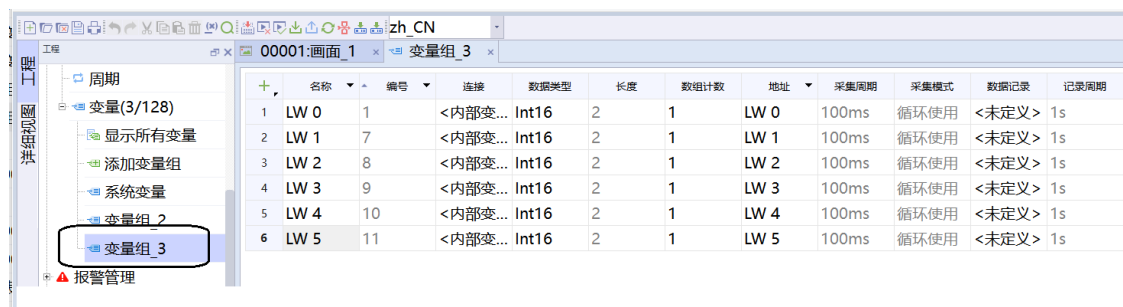 zh_CN
工程
00001:画面_1 × 变量组_3 ×
工程
详细视图
周期
变量(3/128)
显示所有变量
添加变量组
系统变量
变量组_2
变量组_3
报警管理
名称 编号 连接 数据类型 长度 数组计数 地址 采集周期 采集模式 数据记录 记录周期
1 LW 0 1 <内部变... Int16 2 1 LW 0 100ms 循环使用 <未定义> 1s
2 LW 1 7 <内部变... Int16 2 1 LW 1 100ms 循环使用 <未定义> 1s
3 LW 2 8 <内部变... Int16 2 1 LW 2 100ms 循环使用 <未定义> 1s
4 LW 3 9 <内部变... Int16 2 1 LW 3 100ms 循环使用 <未定义> 1s
5 LW 4 10 <内部变... Int16 2 1 LW 4 100ms 循环使用 <未定义> 1s
6 LW 5 11 <内部变... Int16 2 1 LW 5 100ms 循环使用 <未定义> 1s